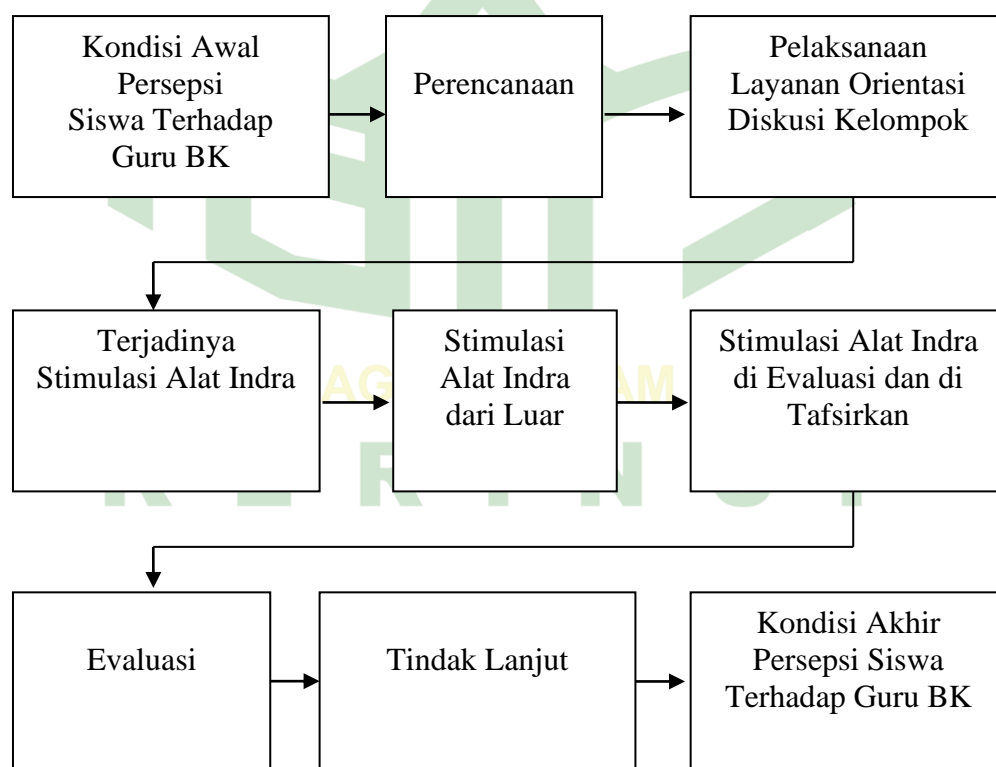 Kondisi Awal
Persepsi
Siswa Terhadap
Guru BK
Perencanaan
Pelaksanaan
Layanan Orientasi
Diskusi Kelompok
Terjadinya
Stimulasi Alat Indra
Stimulasi
Alat Indra
dari Luar
Stimulasi Alat Indra
di Evaluasi dan di
Tafsirkan
Evaluasi
Tindak Lanjut
Kondisi Akhir
Persepsi Siswa
Terhadap Guru BK